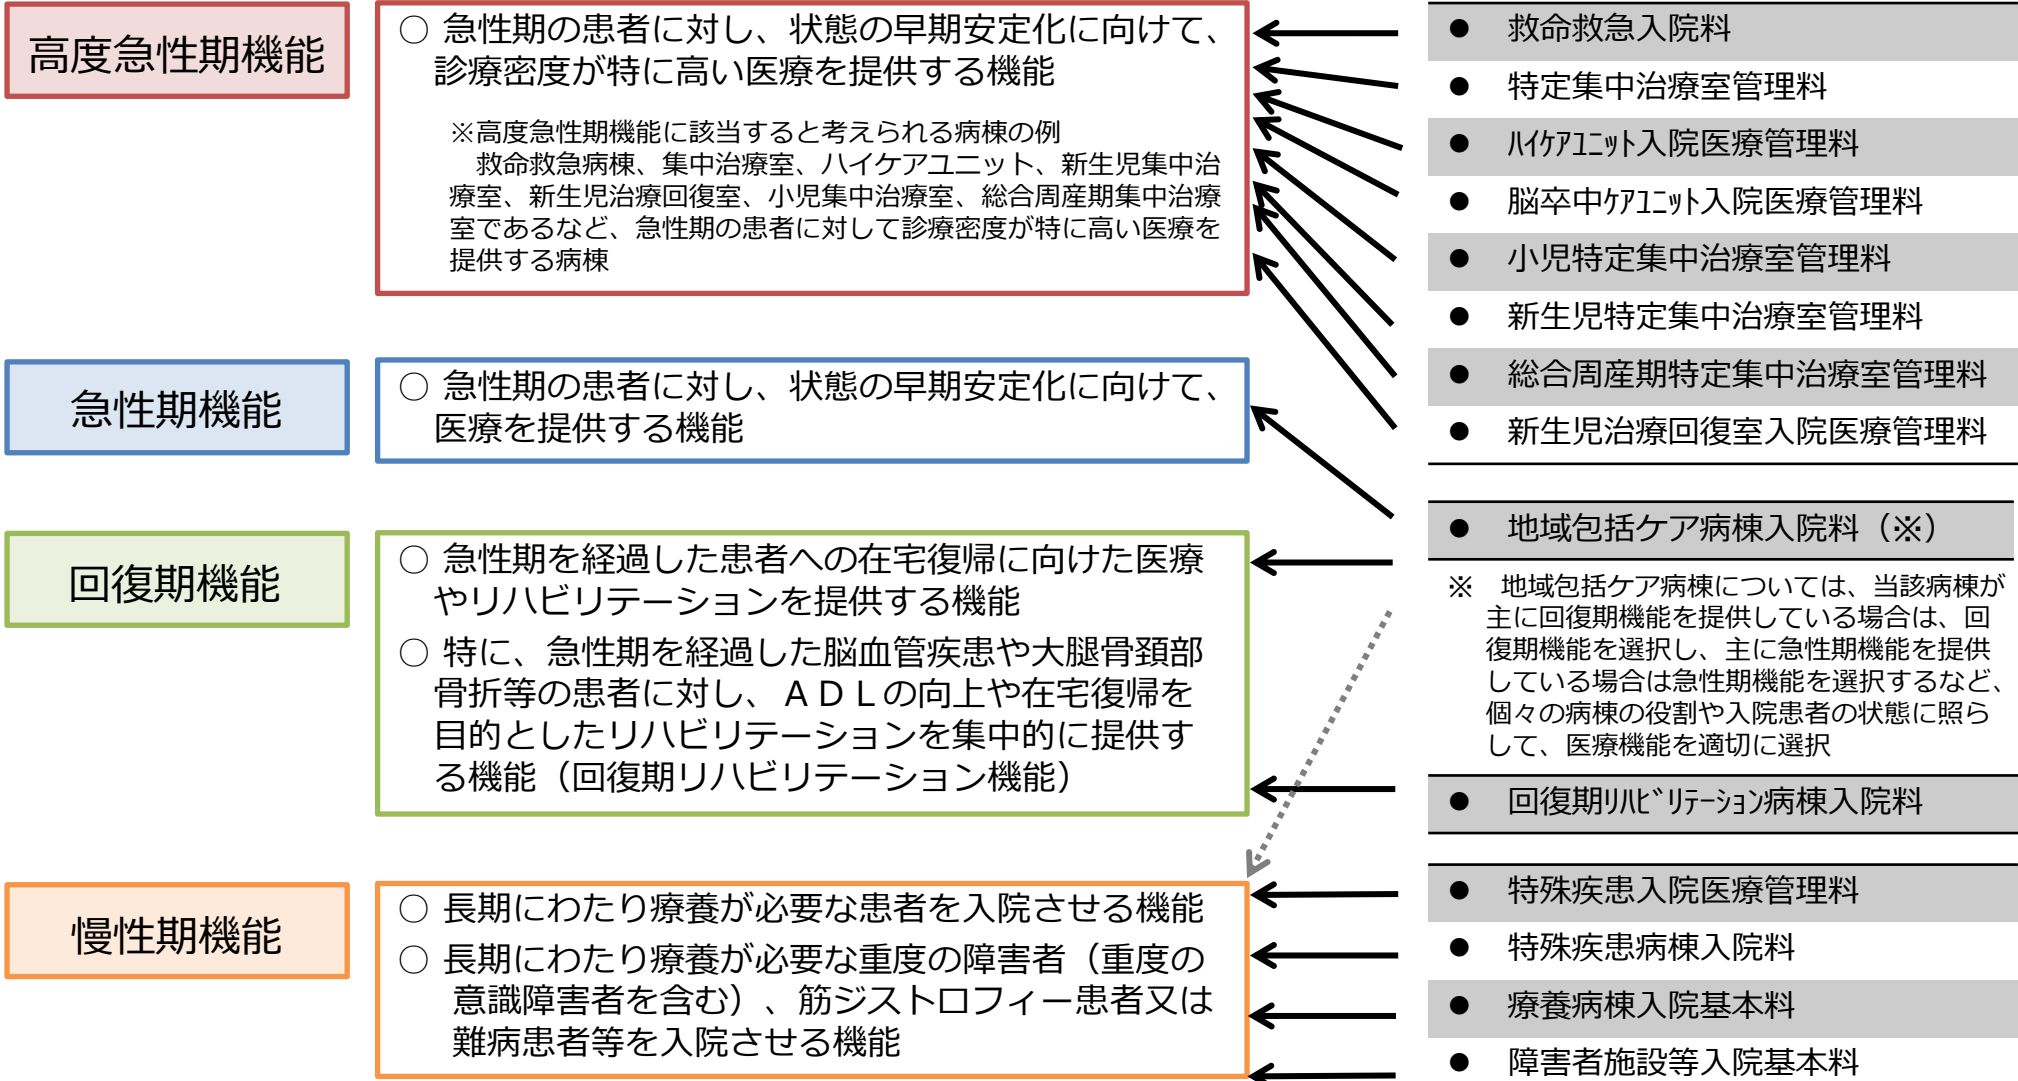 高度急性期機能
○ 急性期の患者に対し、状態の早期安定化に向けて、
診療密度が特に高い医療を提供する機能
※高度急性期機能に該当すると考えられる病棟の例
救命救急病棟、集中治療室、ハイケアユニット、新生児集中治
療室、新生児治療回復室、小児集中治療室、総合周産期集中治療
室であるなど、急性期の患者に対して診療密度が特に高い医療を
提供する病棟
● 救命救急入院料
● 特定集中治療室管理料
● ﾊｲｹｱﾕﾆｯﾄ入院医療管理料
● 脳卒中ｹｱﾕﾆｯﾄ入院医療管理料
● 小児特定集中治療室管理料
● 新生児特定集中治療室管理料
● 総合周産期特定集中治療室管理料
● 新生児治療回復室入院医療管理料
急性期機能
○ 急性期の患者に対し、状態の早期安定化に向けて、
医療を提供する機能
● 地域包括ケア病棟入院料（※）
※ 地域包括ケア病棟については、当該病棟が
主に回復期機能を提供している場合は、回
復期機能を選択し、主に急性期機能を提供
している場合は急性期機能を選択するなど、
個々の病棟の役割や入院患者の状態に照ら
して、医療機能を適切に選択
回復期機能
○ 急性期を経過した患者への在宅復帰に向けた医療
やリハビリテーションを提供する機能
○ 特に、急性期を経過した脳血管疾患や大腿骨頚部
骨折等の患者に対し、ＡＤＬの向上や在宅復帰を
目的としたリハビリテーションを集中的に提供す
る機能（回復期リハビリテーション機能）
● 回復期ﾘﾊﾋﾞﾘﾃｰｼｮﾝ病棟入院料
慢性期機能
○ 長期にわたり療養が必要な患者を入院させる機能
○ 長期にわたり療養が必要な重度の障害者（重度の
意識障害者を含む）、筋ジストロフィー患者又は
難病患者等を入院させる機能
● 特殊疾患入院医療管理料
● 特殊疾患病棟入院料
● 療養病棟入院基本料
● 障害者施設等入院基本料